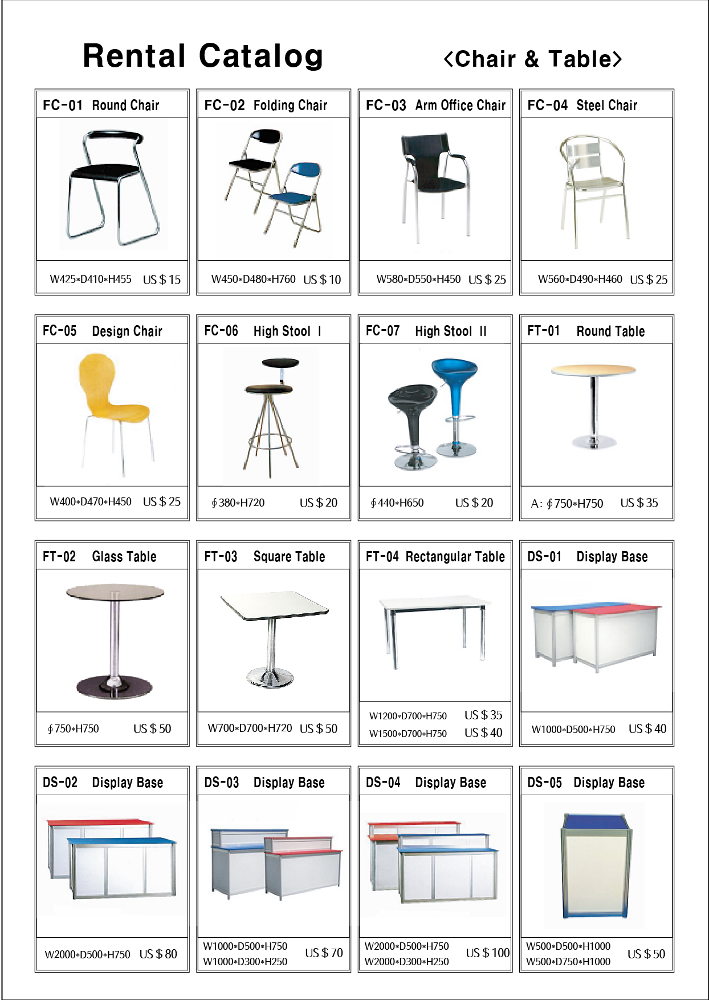 Rental Catalog <Chair & Table>
FC-01 Round Chair
W425*D410*H455 US $ 15
FC-02 Folding Chair
W450*D480*H760 US $ 10
FC-03 Arm Office Chair
W580*D550*H450 US $ 25
FC-04 Steel Chair
W560*D490*H460 US $ 25
FC-05 Design Chair
W400*D470*H450 US $ 25
FC-06 High Stool I
∮380*H720 US $ 20
FC-07 High Stool II
∮440*H650 US $ 20
FT-01 Round Table
A: ∮750*H750 US $ 35
FT-02 Glass Table
∮750*H750 US $ 50
FT-03 Square Table
W700*D700*H720 US $ 50
FT-04 Rectangular Table
W1200*D700*H750 US $ 35
W1500*D700*H750 US $ 40
DS-01 Display Base
W1000*D500*H750 US $ 40
DS-02 Display Base
W2000*D500*H750 US $ 80
DS-03 Display Base
W1000*D500*H750
W1000*D300*H250 US $ 70
DS-04 Display Base
W2000*D500*H750
W2000*D300*H250 US $ 100
DS-05 Display Base
W500*D500*H1000
W500*D750*H1000 US $ 50